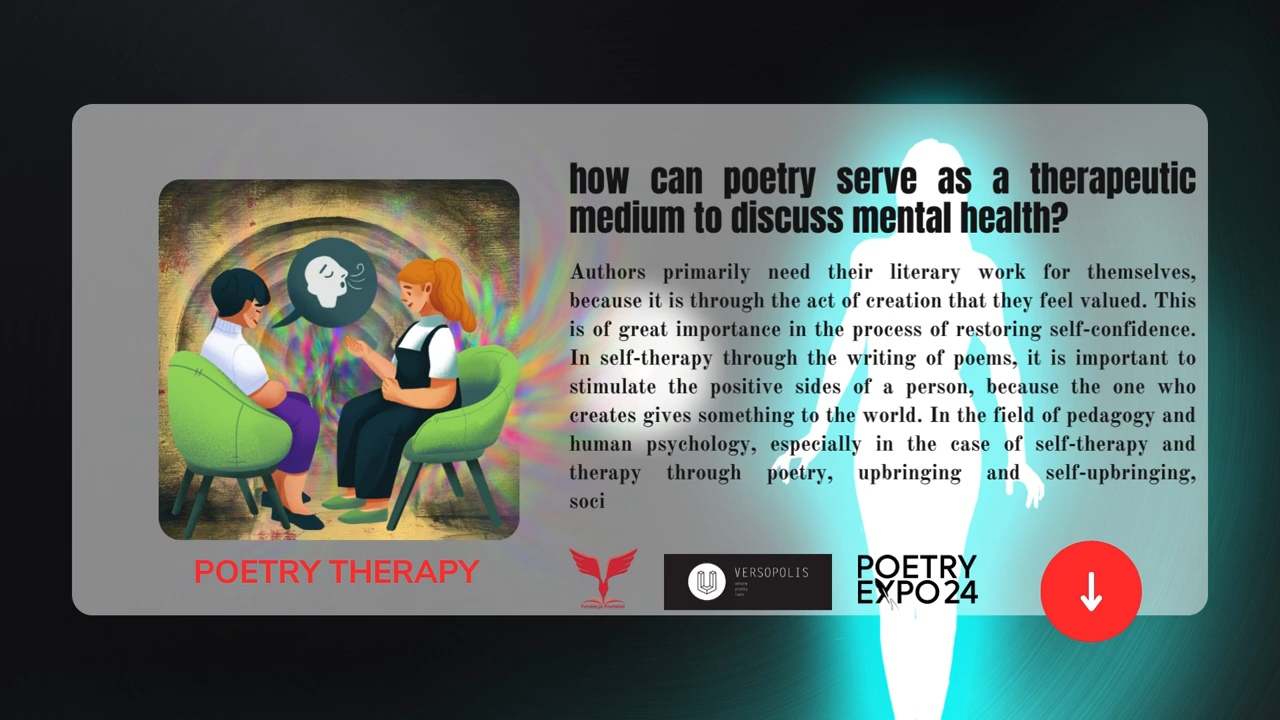 how can poetry serve as a therapeutic
medium to discuss mental health?
Authors primarily need their literary work for themselves,
because it is through the act of creation that they feel valued. This
is of great importance in the process of restoring self-confidence.
In self-therapy through the writing of poems, it is important to
stimulate the positive sides of a person, because the one who
creates gives something to the world. In the field of pedagogy and
human psychology, especially in the case of self-therapy and
therapy through poetry, upbringing and self-upbringing,
soci
POETRY THERAPY
VERSOPOLIS
where
poetry
lives
POETRY
EXPO24